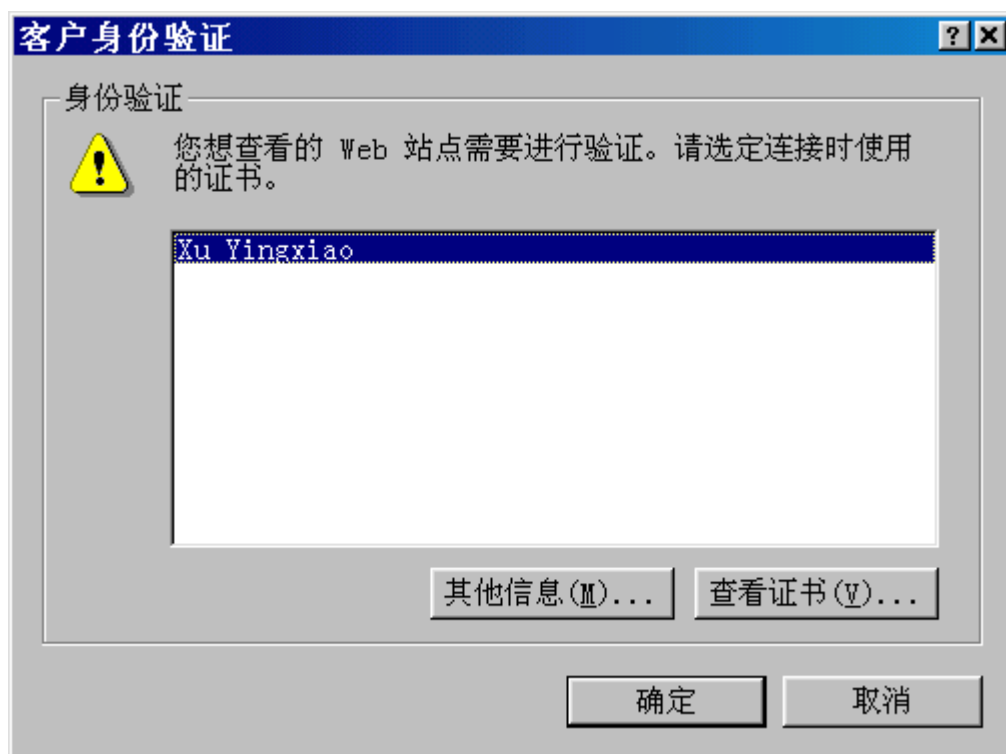 客户身份验证
身份验证
您想查看的 Web 站点需要进行验证。请选定连接时使用
的证书。
Xu Yingxiao
其他信息(M)... 查看证书(V)...
确定 取消